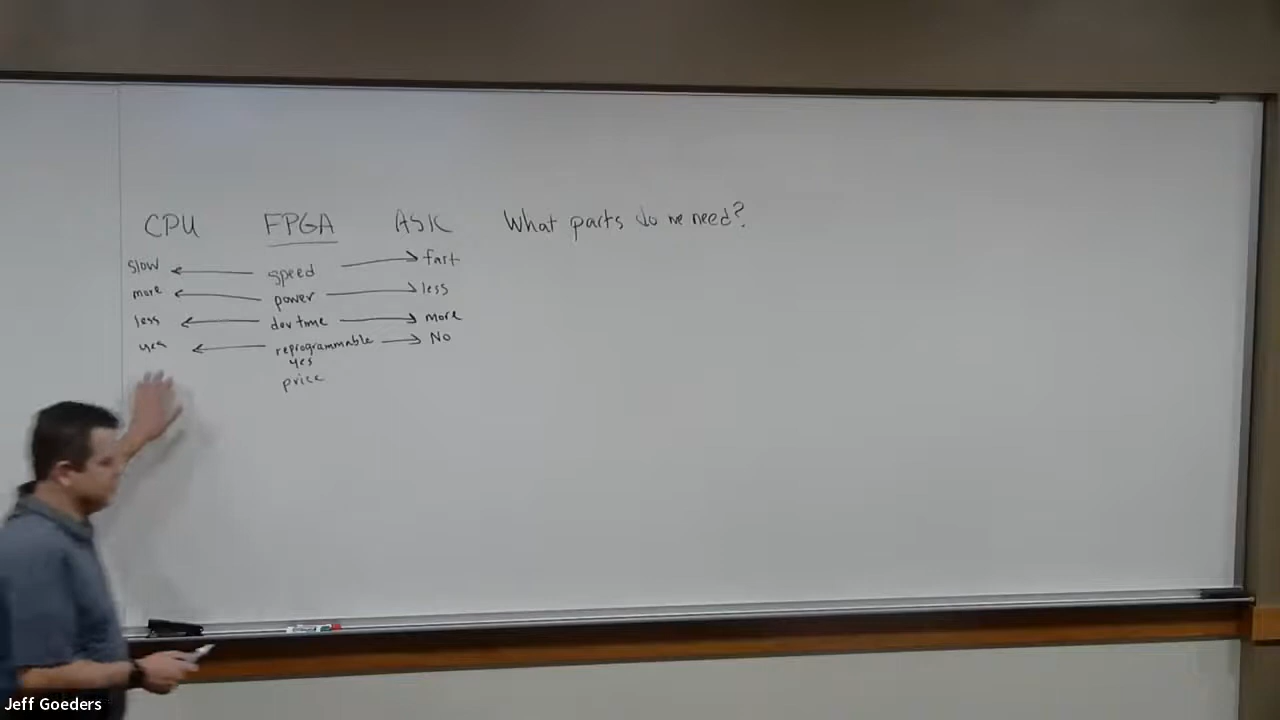 CPU FPGA ASIC What parts do we need?
slow ← speed → fast
more ← power → less
less ← dev time → more
yes ← reprogrammable → No
yes
price
Jeff Goeders